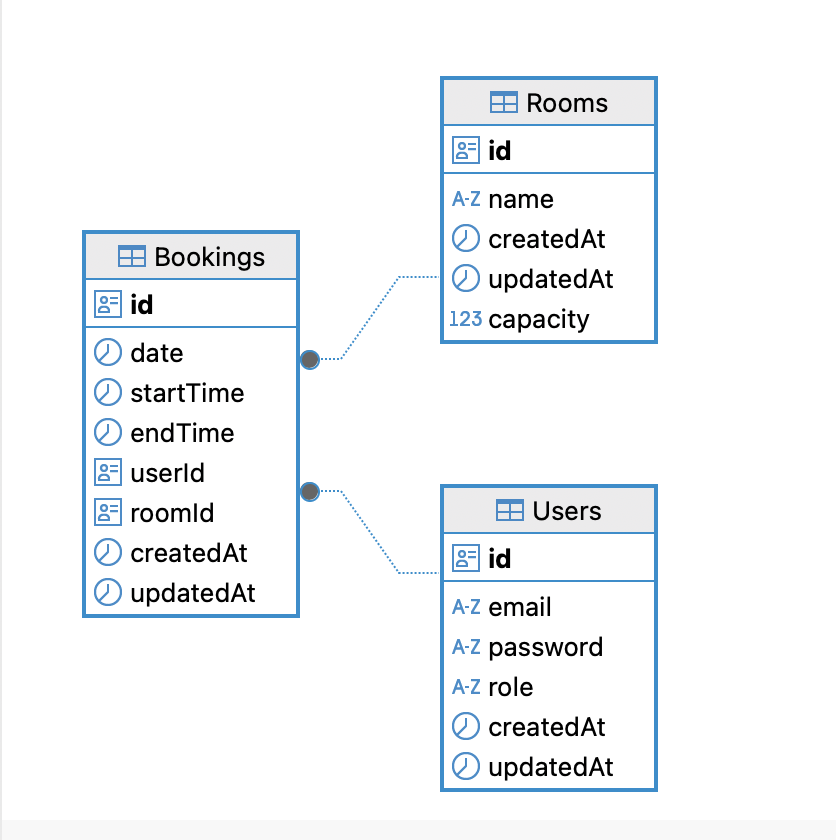 Rooms
id
A-Z name
createdAt
updatedAt
123 capacity
Bookings
id
date
startTime
endTime
userId
roomId
createdAt
updatedAt
Users
id
A-Z email
A-Z password
A-Z role
createdAt
updatedAt